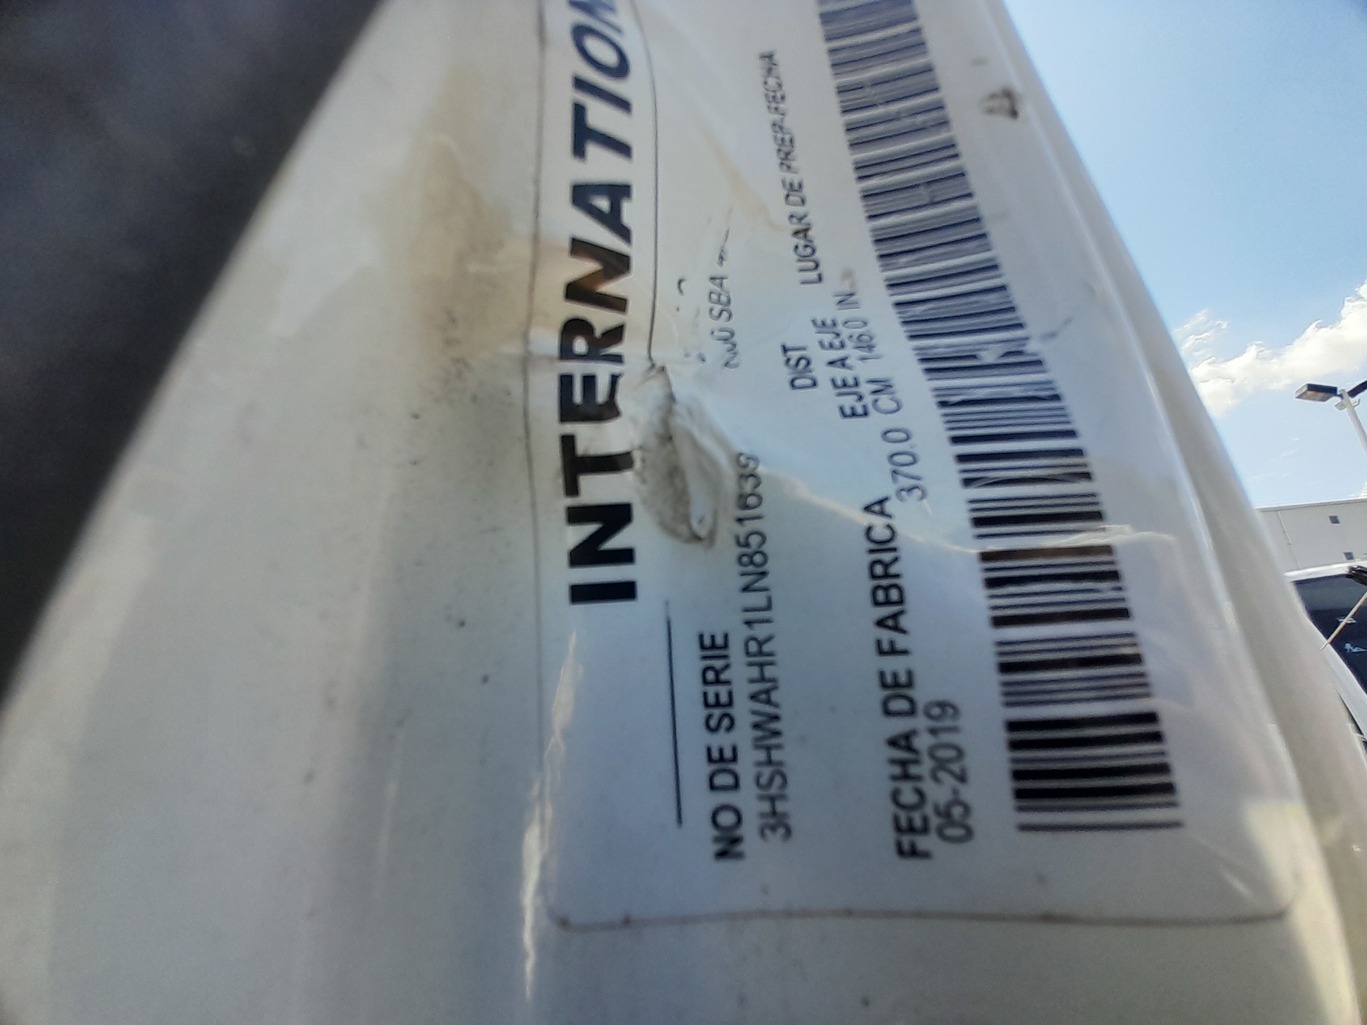 INTERNATION
NO DE SERIE
3HSHWAHR1LN851639
SBA
FECHA DE FABRICA
05-2019
DIST
EJE A EJE
370.0 CM 146.0 IN.
LUGAR DE PREP-FECHA